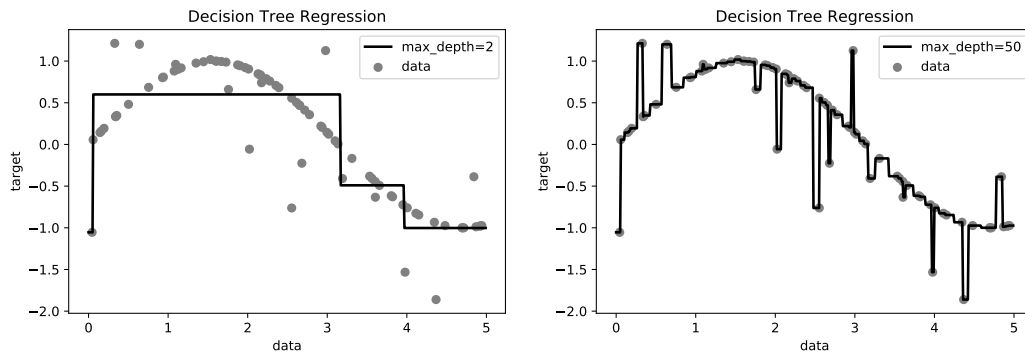 Decision Tree Regression
max_depth=2
data
1.0
0.5
0.0
−0.5
−1.0
−1.5
−2.0
target
0 1 2 3 4 5
data
Decision Tree Regression
max_depth=50
data
1.0
0.5
0.0
−0.5
−1.0
−1.5
−2.0
target
0 1 2 3 4 5
data